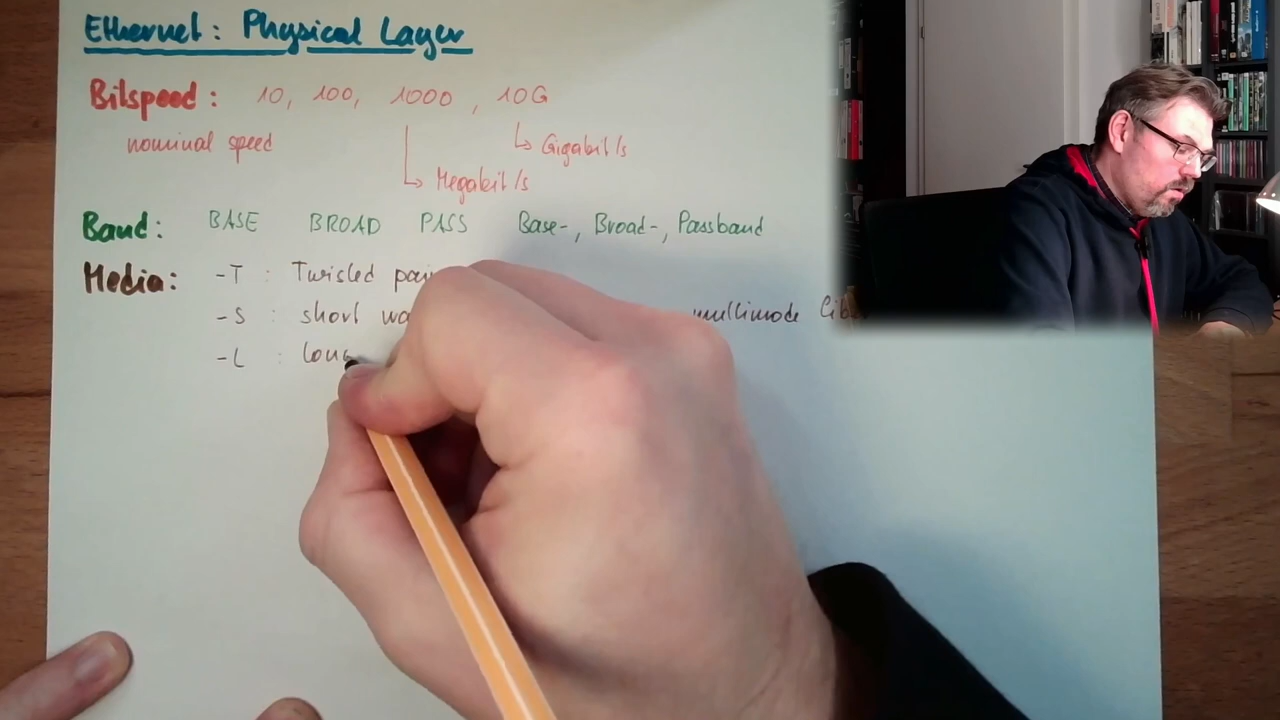 Ethernet: Physical Layer
Bitspeed: 10, 100, 1000, 10G
nominal speed
Gigabit/s
Megabit/s
Band: BASE BROAD PASS Base-, Broad-, Passband
Media: -T : Twisted
-S : short multimode
-L :